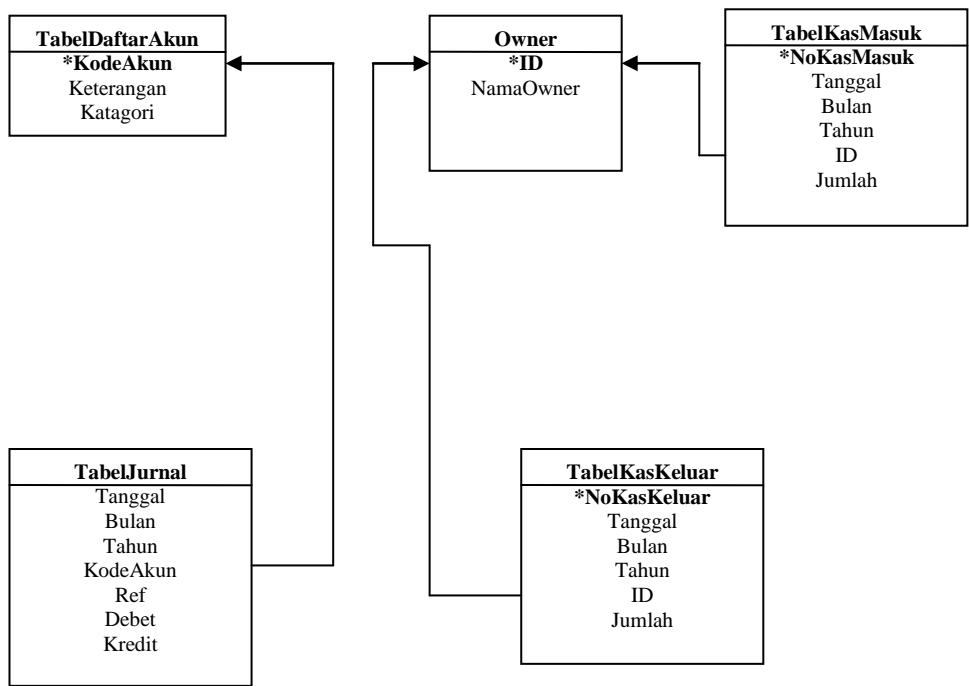 TabelDaftarAkun
*KodeAkun
Keterangan
Katagori
Owner
*ID
NamaOwner
TabelKasMasuk
*NoKasMasuk
Tanggal
Bulan
Tahun
ID
Jumlah
TabelJurnal
Tanggal
Bulan
Tahun
KodeAkun
Ref
Debet
Kredit
TabelKasKeluar
*NoKasKeluar
Tanggal
Bulan
Tahun
ID
Jumlah